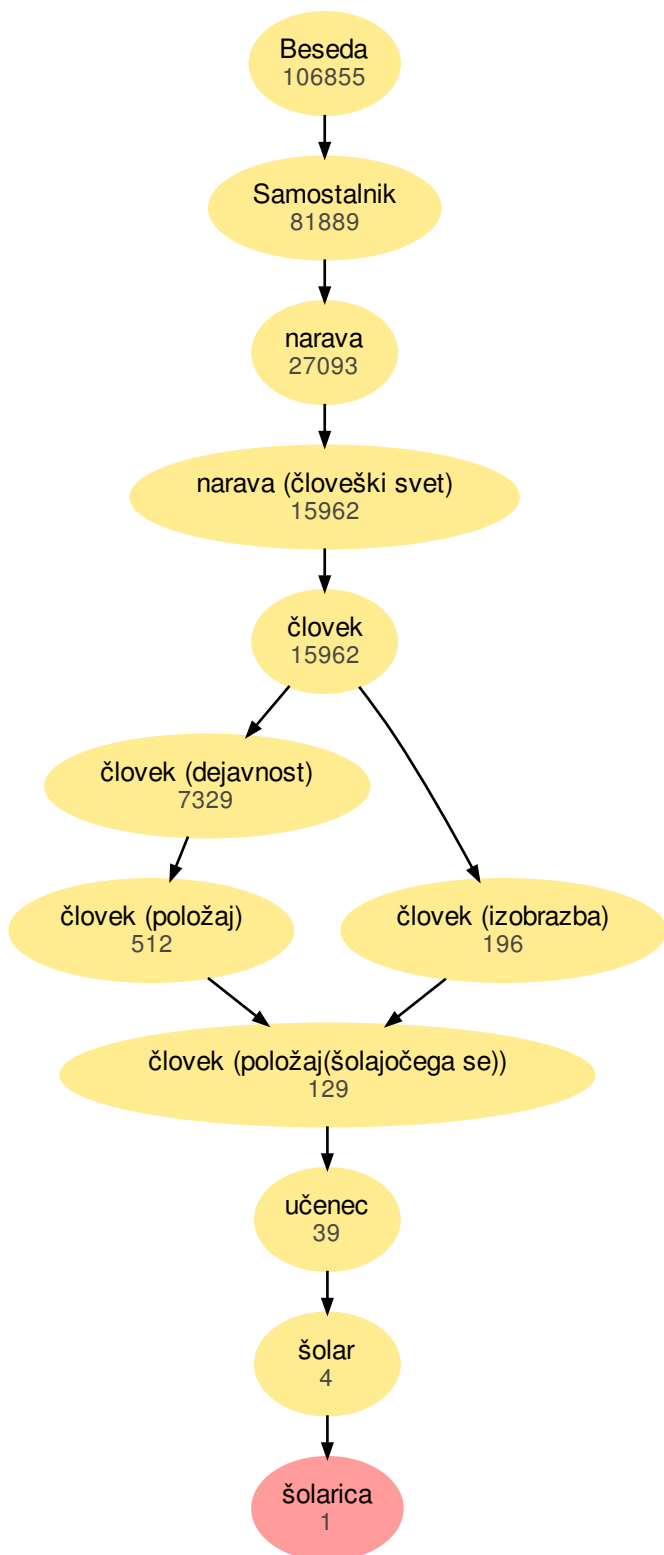 Beseda
106855
Samostalnik
81889
narava
27093
narava (človeški svet)
15962
človek
15962
človek (dejavnost)
7329
človek (položaj)
512
človek (izobrazba)
196
človek (položaj(šolajočega se))
129
učenec
39
šolar
4
šolarica
1